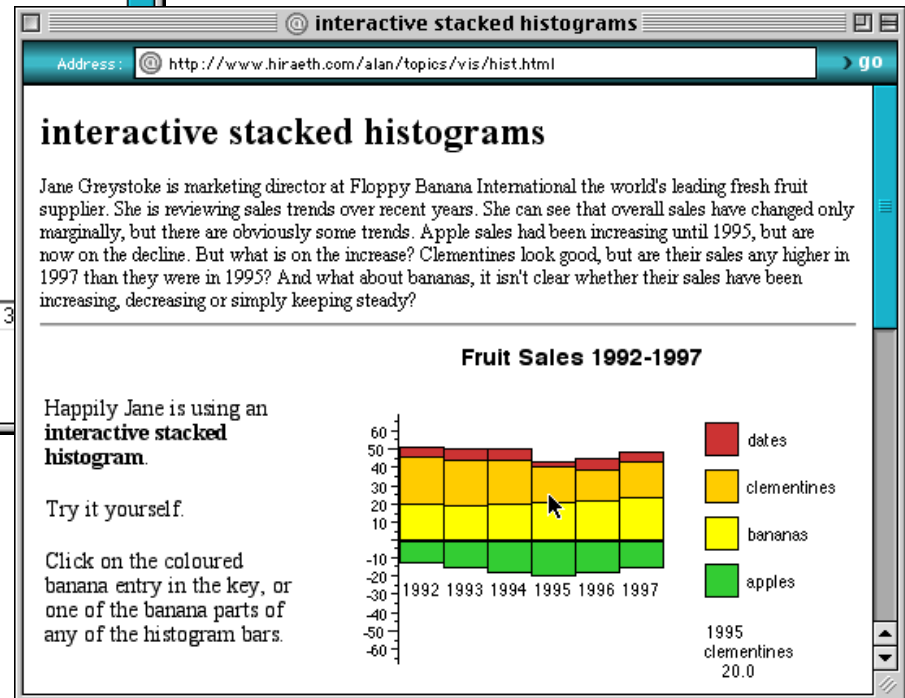 @ interactive stacked histograms
Address: @ http://www.hiraeth.com/alan/topics/vis/hist.html › go
interactive stacked histograms
Jane Greystoke is marketing director at Floppy Banana International the world's leading fresh fruit
supplier. She is reviewing sales trends over recent years. She can see that overall sales have changed only
marginally, but there are obviously some trends. Apple sales had been increasing until 1995, but are
now on the decline. But what is on the increase? Clementines look good, but are their sales any higher in
1997 than they were in 1995? And what about bananas, it isn't clear whether their sales have been
increasing, decreasing or simply keeping steady?
3
Happily Jane is using an
interactive stacked
histogram.
Try it yourself.
Click on the coloured
banana entry in the key, or
one of the banana parts of
any of the histogram bars.
Fruit Sales 1992-1997
60
50
40
30
20
10
-10
-20
-30
-40
-50
-60
1992 1993 1994 1995 1996 1997
dates
clementines
bananas
apples
1995
clementines
20.0